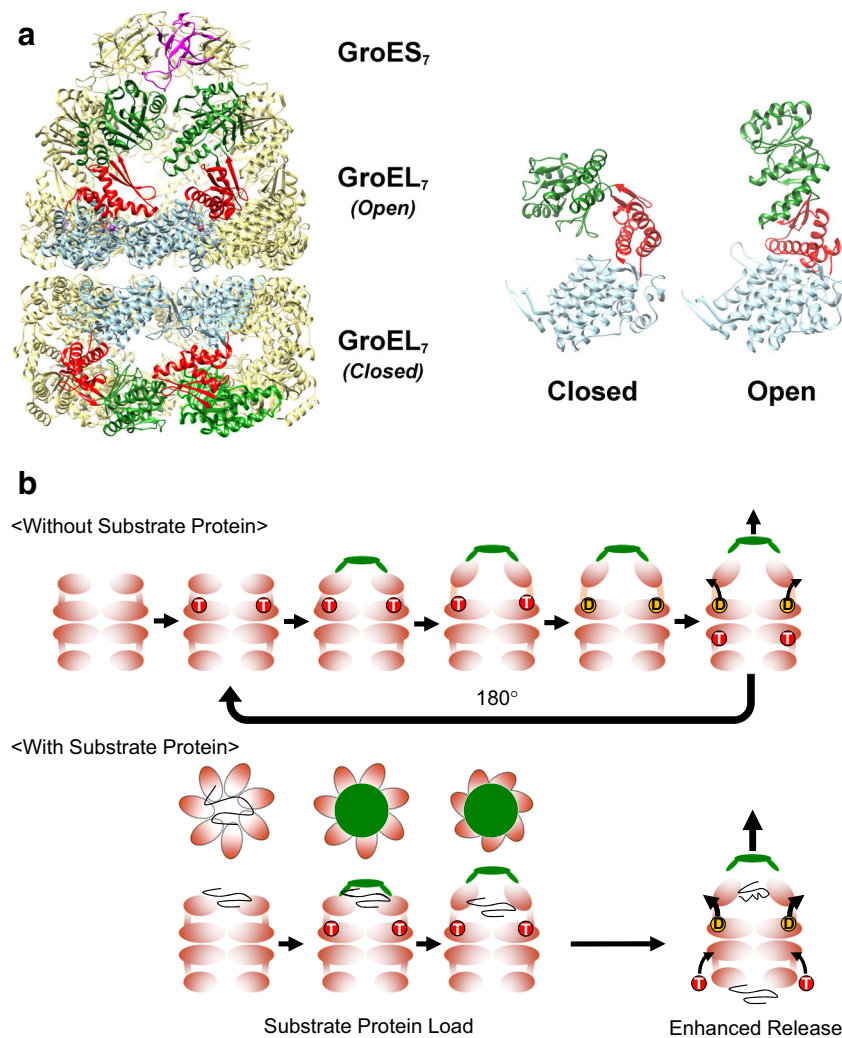 a
GroES₇
GroEL₇
(Open)
GroEL₇
(Closed)
Closed Open
b
<Without Substrate Protein>
T T T T T T D D D D
T T
180°
<With Substrate Protein>
T T T T D D
T T
Substrate Protein Load
Enhanced Release